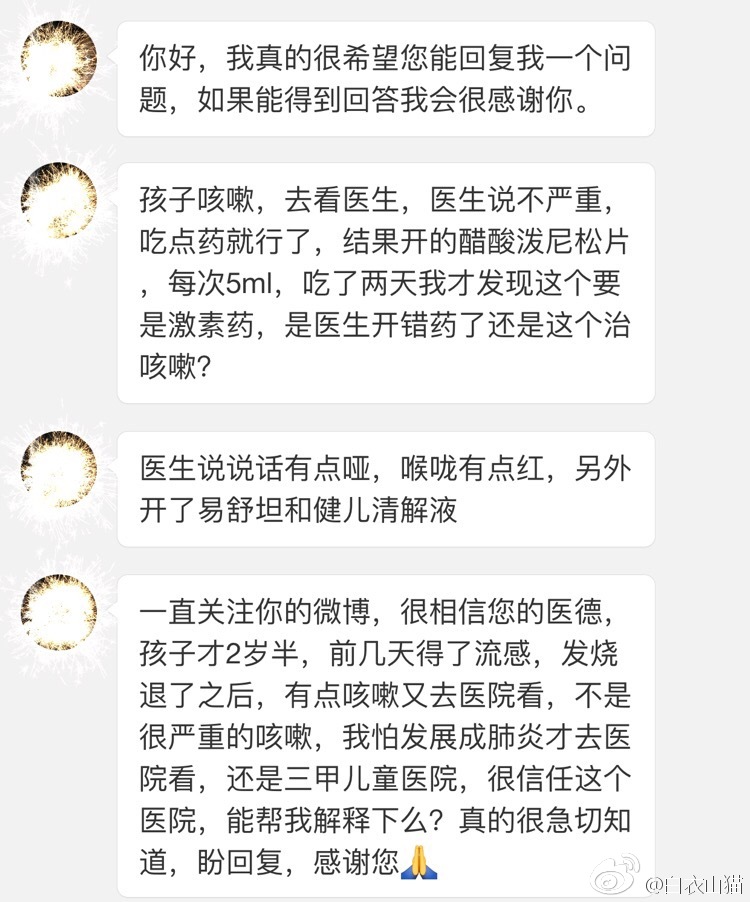 你好，我真的很希望您能回复我一个问
题，如果能得到回答我会很感谢你。
孩子咳嗽，去看医生，医生说不严重，
吃点药就行了，结果开的醋酸泼尼松片
，每次5ml，吃了两天我才发现这个要
是激素药，是医生开错药了还是这个治
咳嗽？
医生说说话有点哑，喉咙有点红，另外
开了易舒坦和健儿清解液
一直关注你的微博，很相信您的医德，
孩子才2岁半，前几天得了流感，发烧
退了之后，有点咳嗽又去医院看，不是
很严重的咳嗽，我怕发展成肺炎才去医
院看，还是三甲儿童医院，很信任这个
医院，能帮我解释下么？真的很急切知
道，盼回复，感谢您🙏
@白衣山猫